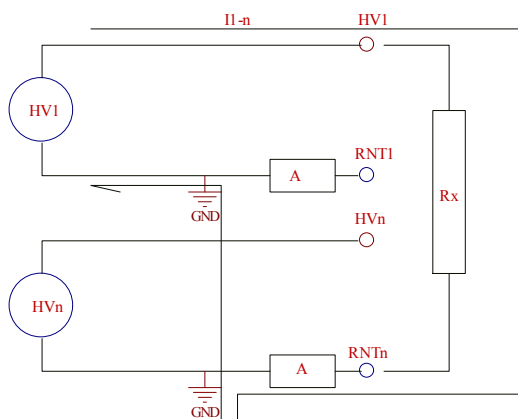 I1-n
HV1
HV1
RNT1
A
Rx
GND
HVn
HVn
RNTn
A
GND